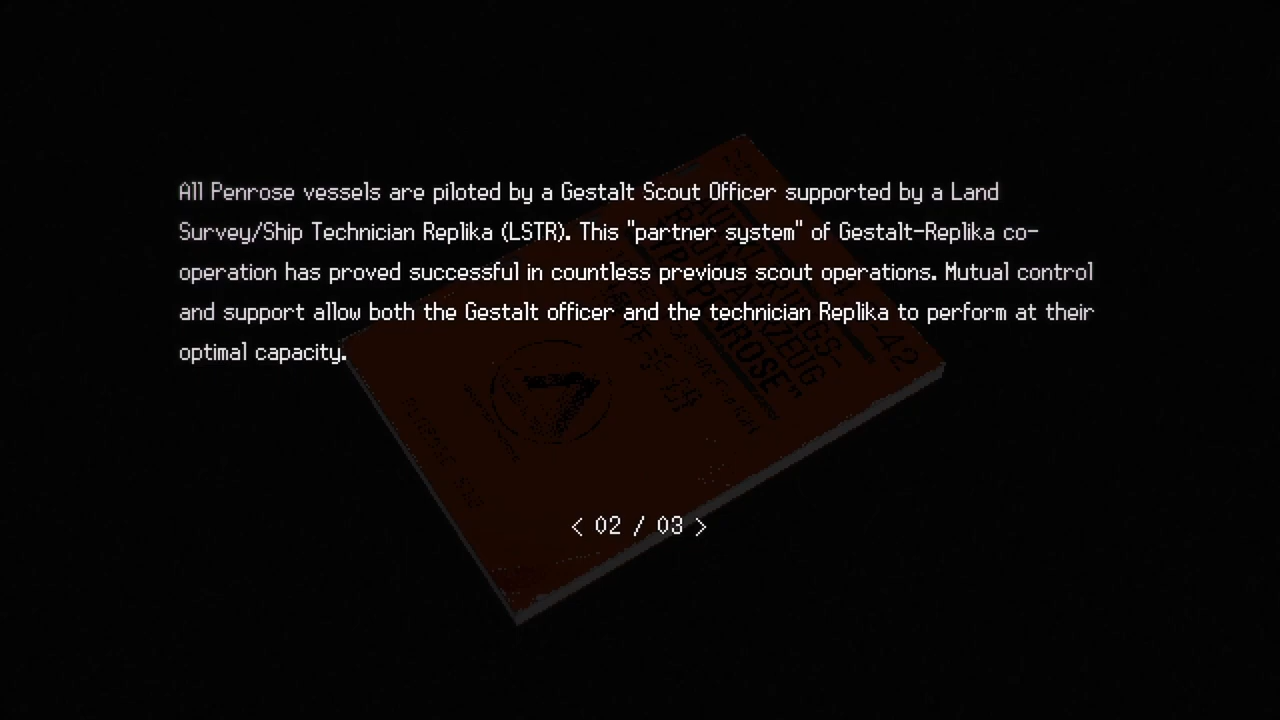 All Penrose vessels are piloted by a Gestalt Scout Officer supported by a Land
Survey/Ship Technician Replika (LSTR). This "partner system" of Gestalt-Replika co-
operation has proved successful in countless previous scout operations. Mutual control
and support allow both the Gestalt officer and the technician Replika to perform at their
optimal capacity.
< 02 / 03 >